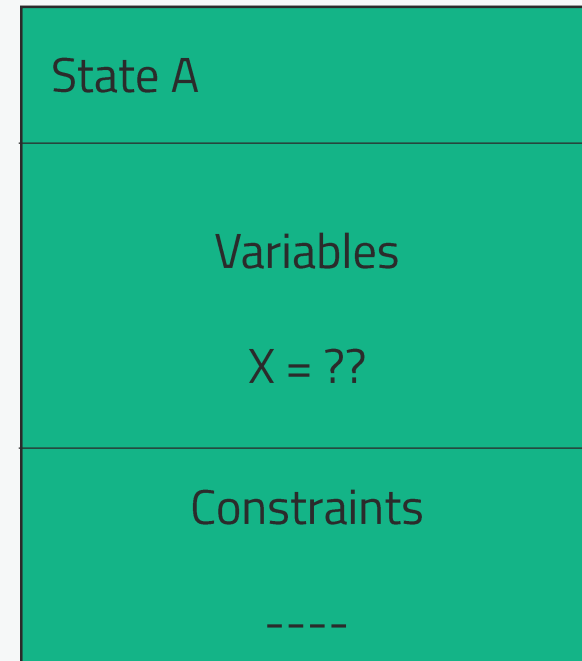 State A
Variables
X = ??
Constraints
----